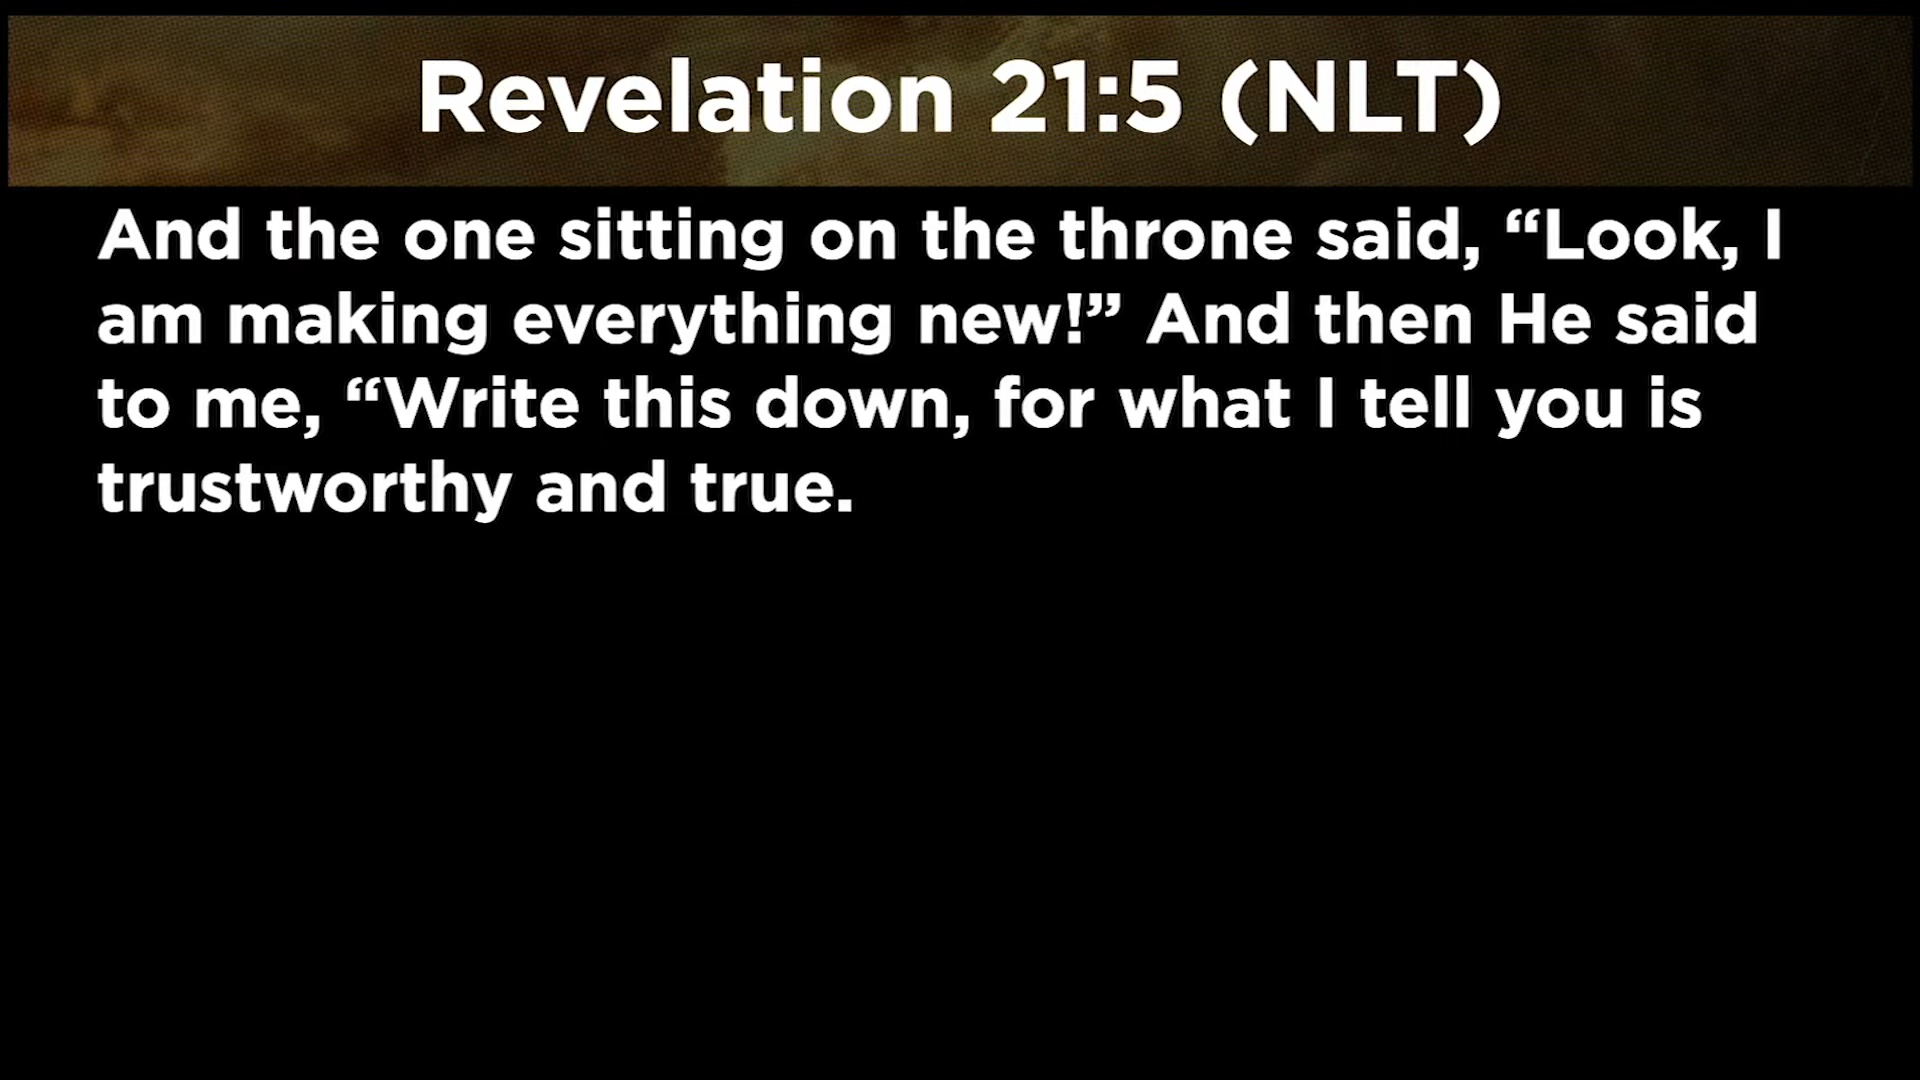 Revelation 21:5 (NLT)
And the one sitting on the throne said, “Look, I
am making everything new!” And then He said
to me, “Write this down, for what I tell you is
trustworthy and true.